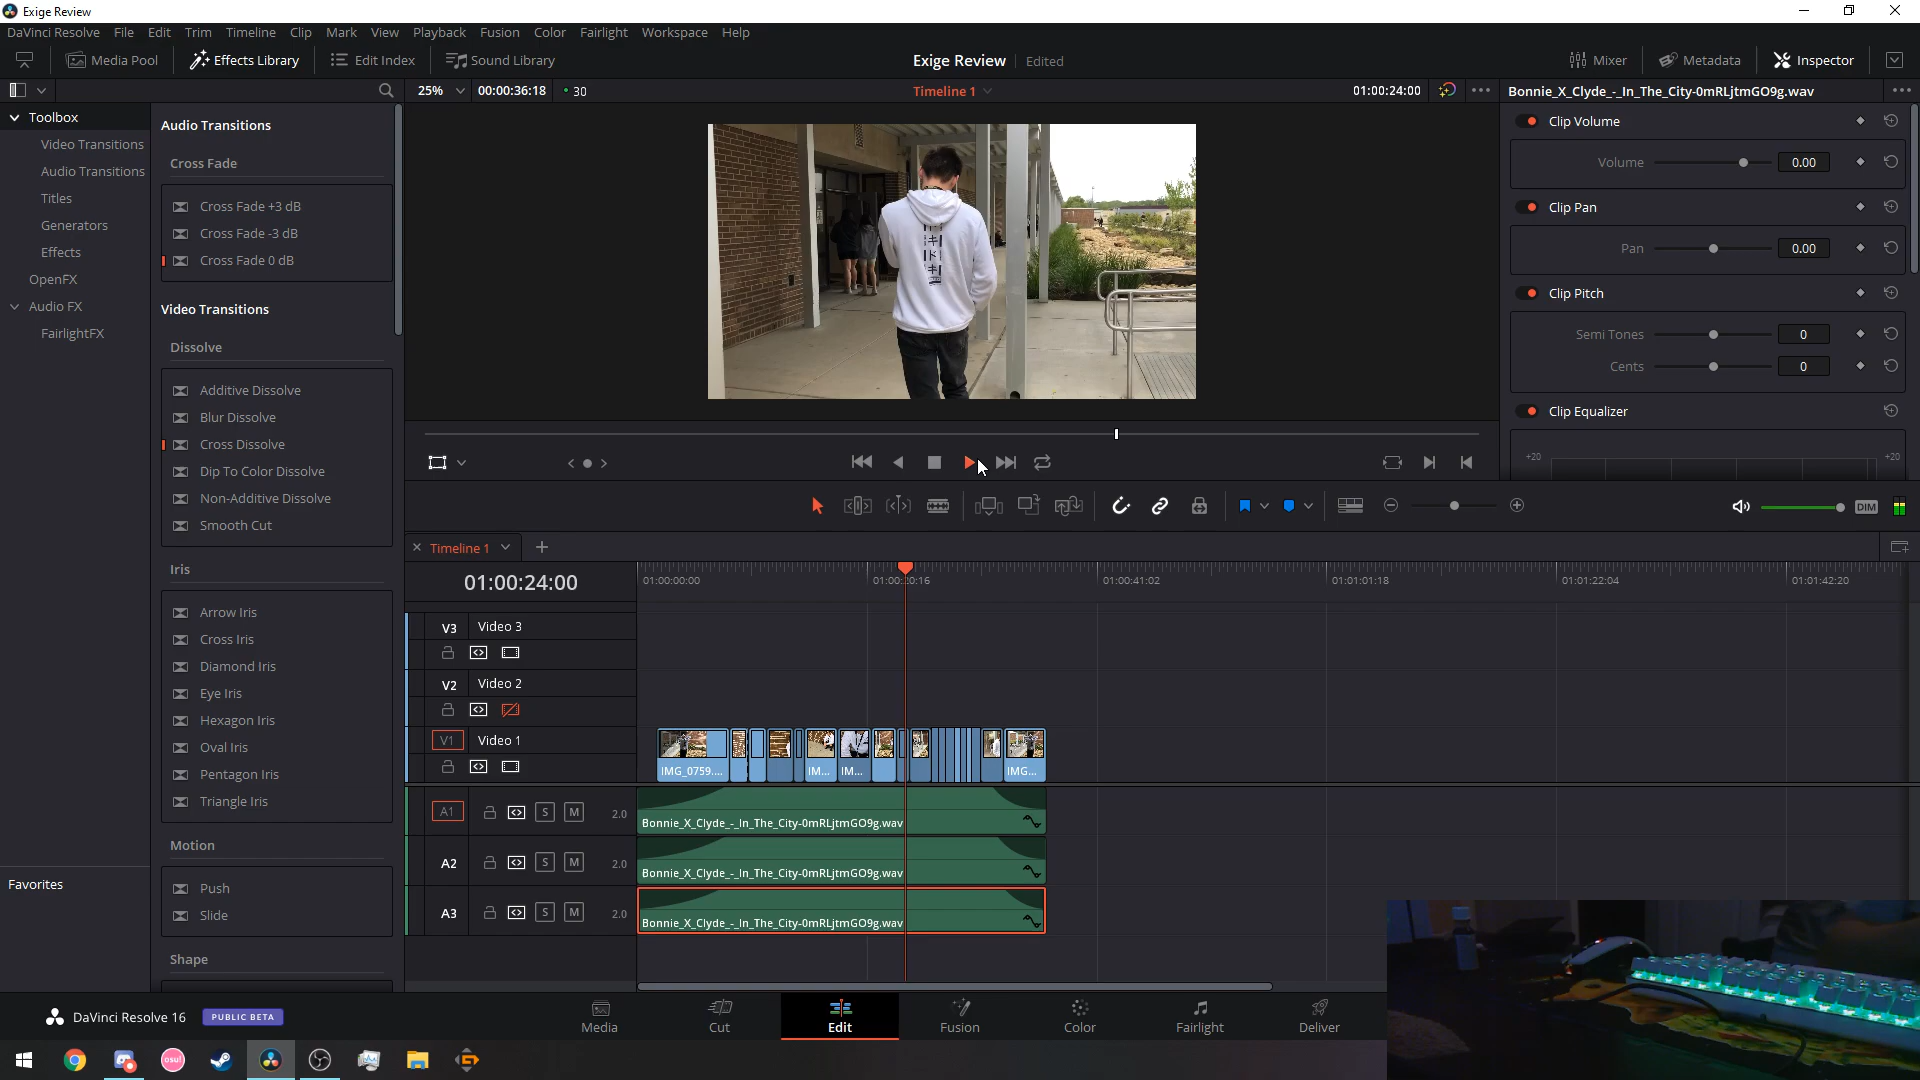 Exige Review
DaVinci Resolve File Edit Trim Timeline Clip Mark View Playback Fusion Color Fairlight Workspace Help
Media Pool Effects Library Edit Index Sound Library Exige Review Edited Mixer Metadata Inspector
25% 00:00:36:18 30 Timeline 1 01:00:24:00 Bonnie_X_Clyde_-_In_The_City-0mRLjtmGO9g.wav
Toolbox
Video Transitions
Audio Transitions
Titles
Generators
Effects
OpenFX
Audio FX
FairlightFX
Favorites
Audio Transitions
Cross Fade
Cross Fade +3 dB
Cross Fade -3 dB
Cross Fade 0 dB
Video Transitions
Dissolve
Additive Dissolve
Blur Dissolve
Cross Dissolve
Dip To Color Dissolve
Non-Additive Dissolve
Smooth Cut
Iris
Arrow Iris
Cross Iris
Diamond Iris
Eye Iris
Hexagon Iris
Oval Iris
Pentagon Iris
Triangle Iris
Motion
Push
Slide
Shape
Clip Volume
Volume 0.00
Clip Pan
Pan 0.00
Clip Pitch
Semi Tones 0
Cents 0
Clip Equalizer
+20 +20
DIM
Timeline 1
01:00:24:00 01:00:00:00 01:00:20:16 01:00:41:02 01:01:01:18 01:01:22:04 01:01:42:20
V3 Video 3
V2 Video 2
V1 Video 1
IMG_0759.... IM... IM... IMG...
A1 S M 2.0 Bonnie_X_Clyde_-_In_The_City-0mRLjtmGO9g.wav
A2 S M 2.0 Bonnie_X_Clyde_-_In_The_City-0mRLjtmGO9g.wav
A3 S M 2.0 Bonnie_X_Clyde_-_In_The_City-0mRLjtmGO9g.wav
DaVinci Resolve 16 PUBLIC BETA Media Cut Edit Fusion Color Fairlight Deliver
osu!